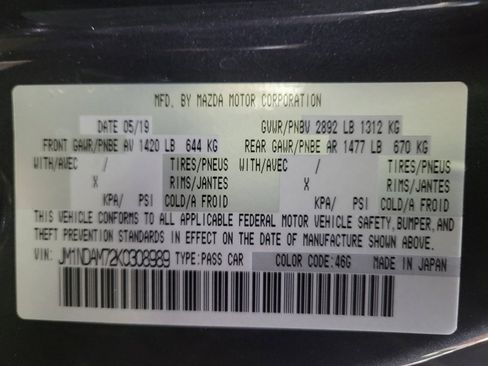 MFD. BY MAZDA MOTOR CORPORATION
DATE 05/19 GVWR/PNBV 2892 LB 1312 KG
FRONT GAWR/PNBE AV 1420 LB 644 KG REAR GAWR/PNBE AR 1477 LB 670 KG
WITH/AVEC / TIRES/PNEUS WITH/AVEC / TIRES/PNEUS
X RIMS/JANTES X RIMS/JANTES
KPA/ PSI COLD/A FROID KPA/ PSI COLD/A FROID
THIS VEHICLE CONFORMS TO ALL APPLICABLE FEDERAL MOTOR VEHICLE SAFETY, BUMPER, AND
THEFT PREVENTION STANDARDS IN EFFECT ON THE DATE OF MANUFACTURE SHOWN ABOVE.
VIN: JM1NDAM72K0308989 TYPE:PASS CAR COLOR CODE:46G MADE IN JAPAN